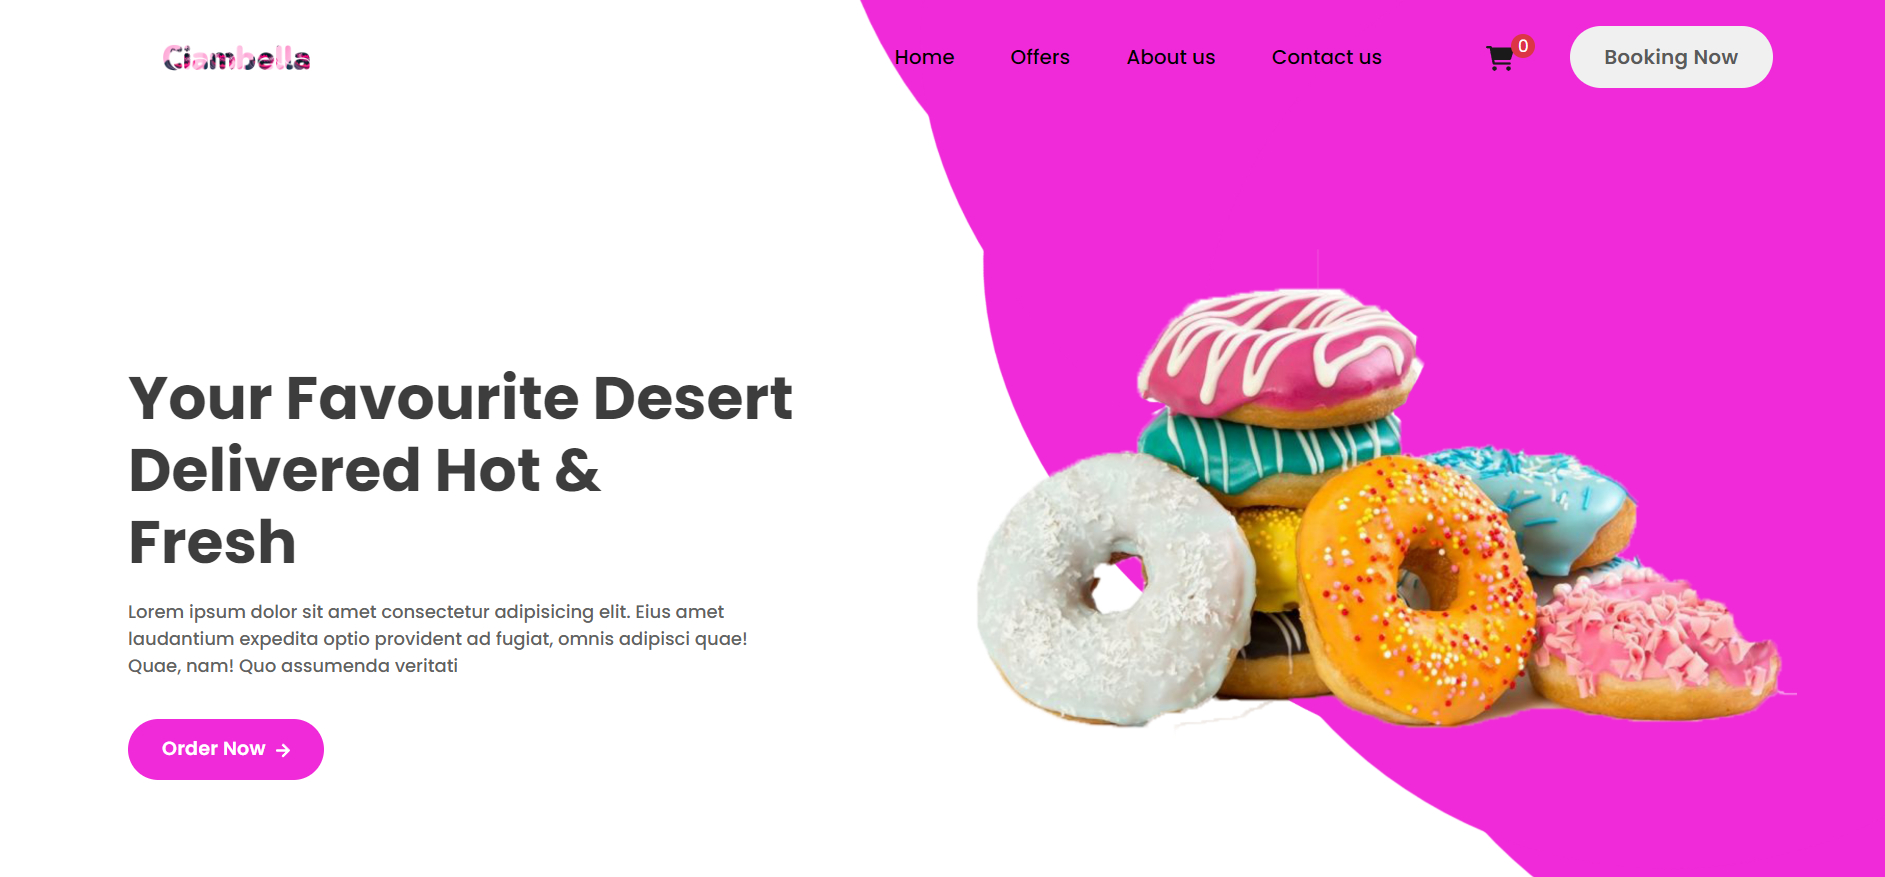 Ciambella
Home
Offers
About us
Contact us
0
Booking Now
Your Favourite Desert
Delivered Hot &
Fresh
Lorem ipsum dolor sit amet consectetur adipisicing elit. Eius amet
laudantium expedita optio provident ad fugiat, omnis adipisci quae!
Quae, nam! Quo assumenda veritati
Order Now →